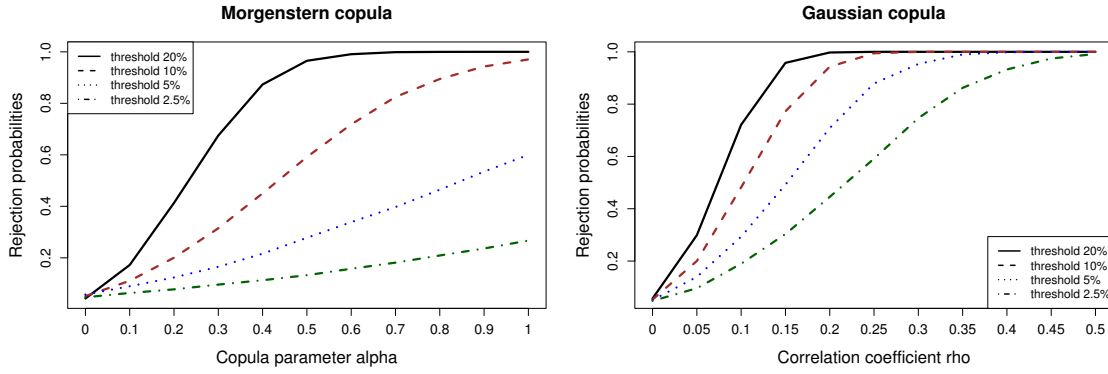 Morgenstern copula
Rejection probabilities
1.0
0.8
0.6
0.4
0.2
threshold 20%
threshold 10%
threshold 5%
threshold 2.5%
0 0.1 0.2 0.3 0.4 0.5 0.6 0.7 0.8 0.9 1
Copula parameter alpha
Gaussian copula
Rejection probabilities
1.0
0.8
0.6
0.4
0.2
threshold 20%
threshold 10%
threshold 5%
threshold 2.5%
0 0.05 0.1 0.15 0.2 0.25 0.3 0.35 0.4 0.45 0.5
Correlation coefficient rho